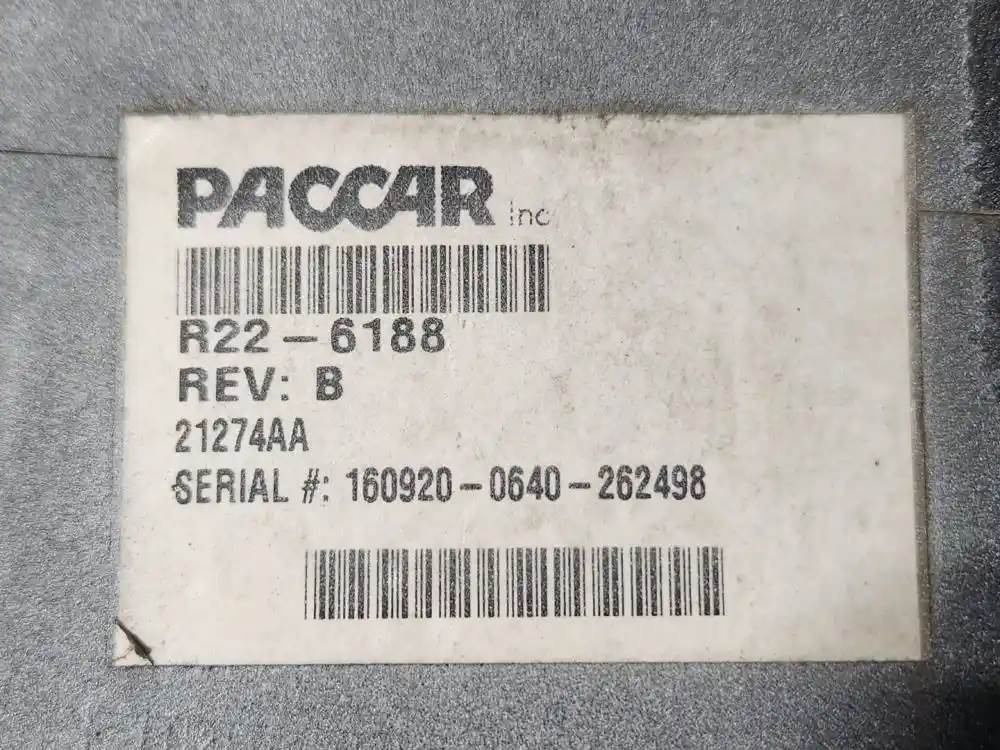 PACCAR Inc
R22-6188
REV: B
21274AA
SERIAL #: 160920-0640-262498